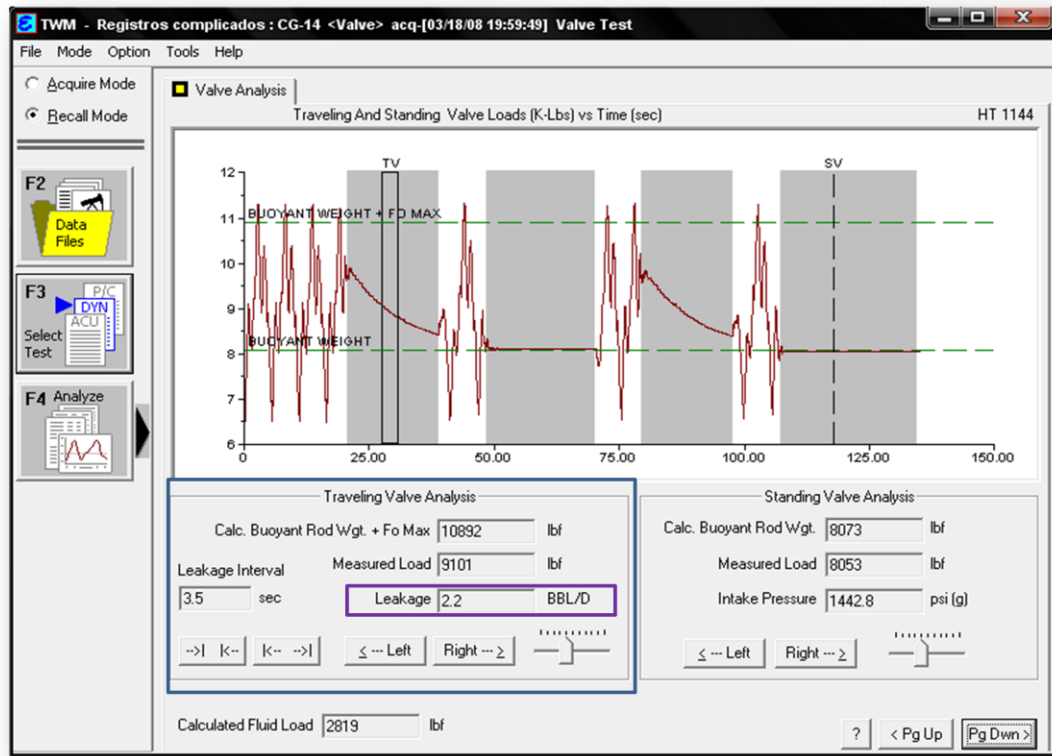 TWM - Registros complicados : CG-14 <Valve> acq-[03/18/08 19:59:49] Valve Test
File Mode Option Tools Help
Acquire Mode
Recall Mode
F2
Data
Files
F3
P/C
DYN
ACU
Select
Test
F4 Analyze
Valve Analysis
Traveling And Standing Valve Loads (K-Lbs) vs Time (sec)
HT 1144
TV
SV
12
11
10
9
8
7
6
BUOYANT WEIGHT + FO MAX
BUOYANT WEIGHT
0 25.00 50.00 75.00 100.00 125.00 150.00
Traveling Valve Analysis
Calc. Buoyant Rod Wgt. + Fo Max 10892 lbf
Measured Load 9101 lbf
Leakage Interval
3.5 sec
Leakage 2.2 BBL/D
-->| |<-- |<-- -->| < --- Left Right --- >
Standing Valve Analysis
Calc. Buoyant Rod Wgt. 8073 lbf
Measured Load 8053 lbf
Intake Pressure 1442.8 psi (g)
< --- Left Right --- >
Calculated Fluid Load 2819 lbf
? < Pg Up Pg Dwn >